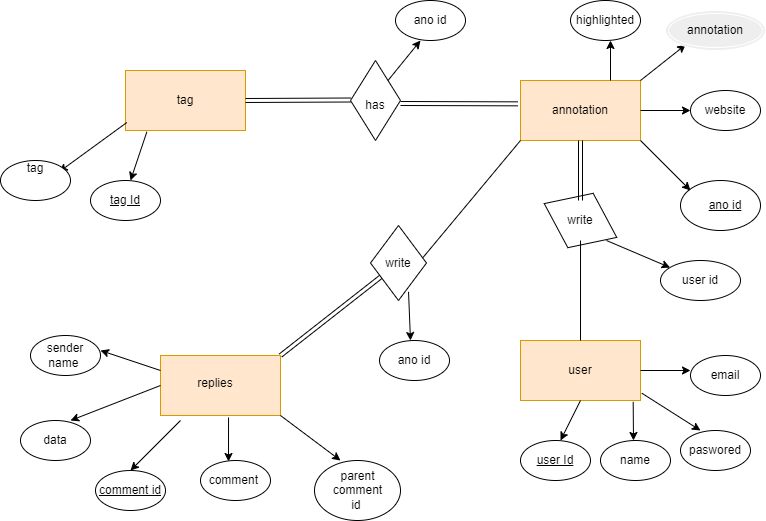 ano id
highlighted
annotation
tag
has
annotation
website
tag
tag Id
ano id
write
write
user id
sender
name
ano id
replies
user
email
data
comment id
comment
parent
comment
id
user Id
name
paswored